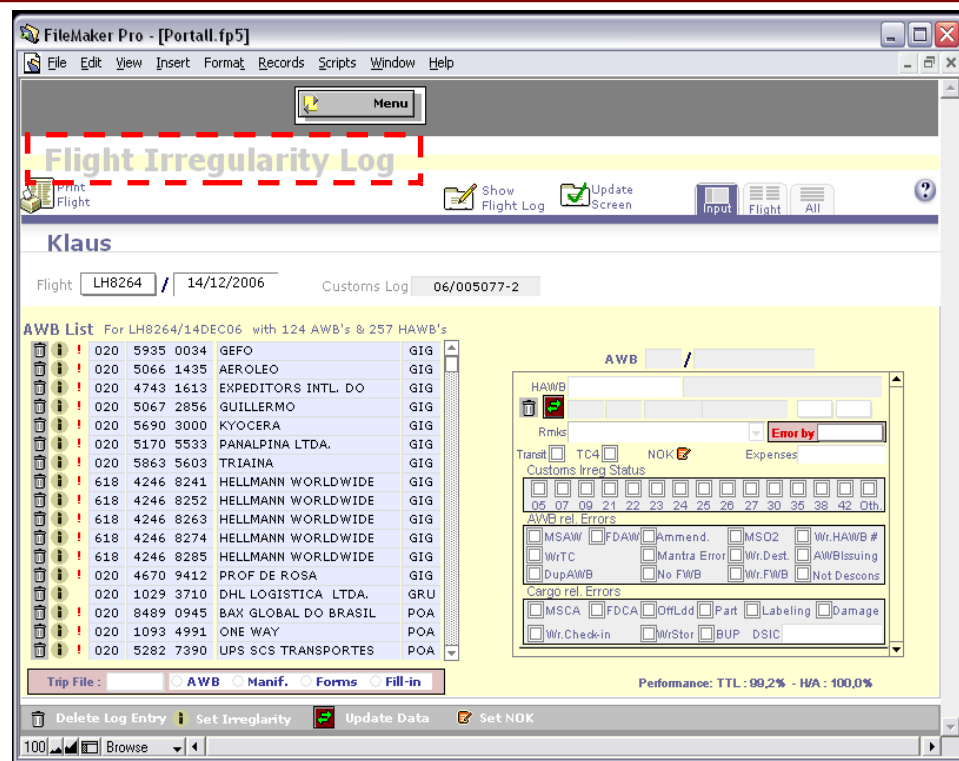 FileMaker Pro - [Portall.fp5]
File Edit View Insert Format Records Scripts Window Help
Menu
Flight Irregularity Log
Print Flight
Show Flight Log
Update Screen
Input Flight All
Klaus
Flight LH8264 / 14/12/2006 Customs Log 06/005077-2
AWB List For LH8264/14DEC06 with 124 AWB's & 257 HAWB's
! 020 5935 0034 GEFO GIG
! 020 5066 1435 AEROLEO GIG
! 020 4743 1613 EXPEDITORS INTL. DO GIG
! 020 5067 2856 GUILLERMO GIG
! 020 5690 3000 KYOCERA GIG
! 020 5170 5533 PANALPINA LTDA. GIG
! 020 5863 5603 TRIAINA GIG
! 618 4246 8241 HELLMANN WORLDWIDE GIG
! 618 4246 8252 HELLMANN WORLDWIDE GIG
! 618 4246 8263 HELLMANN WORLDWIDE GIG
! 618 4246 8274 HELLMANN WORLDWIDE GIG
! 618 4246 8285 HELLMANN WORLDWIDE GIG
! 020 4670 9412 PROF DE ROSA GIG
020 1029 3710 DHL LOGISTICA LTDA. GRU
! 020 8489 0945 BAX GLOBAL DO BRASIL POA
! 020 1093 4991 ONE WAY POA
! 020 5282 7390 UPS SCS TRANSPORTES POA
AWB /
HAWB
Rmks Error by
Transit TC4 NOK Expenses
Customs Irreg Status
05 07 09 21 22 23 24 25 26 27 30 35 38 42 Oth.
AWB rel. Errors
MSAW FDAW Ammend. MSO2 Wr.HAWB #
WrTC Mantra Error Wr.Dest. AWBIssuing
DupAWB No FWB Wr.FWB Not Descons
Cargo rel. Errors
MSCA FDCA OffLdd Part Labeling Damage
Wr.Check-in WrStor BUP DSIC
Trip File : AWB Manif. Forms Fill-in
Performance: TTL : 99,2% - H/A : 100,0%
Delete Log Entry Set Irreglarity Update Data Set NOK
100 Browse